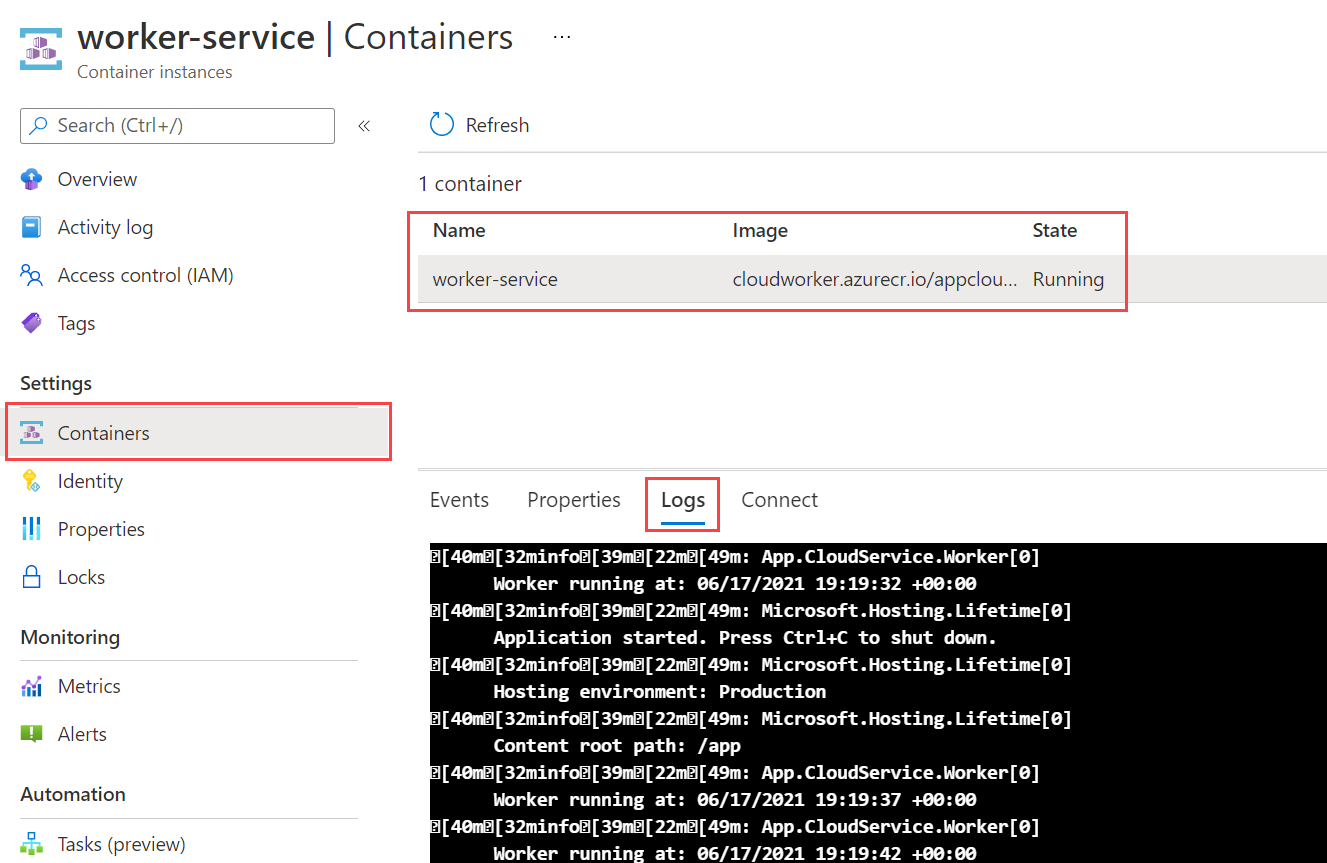 worker-service | Containers ...
Container instances
Search (Ctrl+/)
«
Overview
Activity log
Access control (IAM)
Tags
Settings
Containers
Identity
Properties
Locks
Monitoring
Metrics
Alerts
Automation
Tasks (preview)
Refresh
1 container
Name Image State
worker-service cloudworker.azurecr.io/appclou... Running
Events Properties Logs Connect
[40m[32minfo[39m[22m[49m: App.CloudService.Worker[0]
Worker running at: 06/17/2021 19:19:32 +00:00
[40m[32minfo[39m[22m[49m: Microsoft.Hosting.Lifetime[0]
Application started. Press Ctrl+C to shut down.
[40m[32minfo[39m[22m[49m: Microsoft.Hosting.Lifetime[0]
Hosting environment: Production
[40m[32minfo[39m[22m[49m: Microsoft.Hosting.Lifetime[0]
Content root path: /app
[40m[32minfo[39m[22m[49m: App.CloudService.Worker[0]
Worker running at: 06/17/2021 19:19:37 +00:00
[40m[32minfo[39m[22m[49m: App.CloudService.Worker[0]
Worker running at: 06/17/2021 19:19:42 +00:00